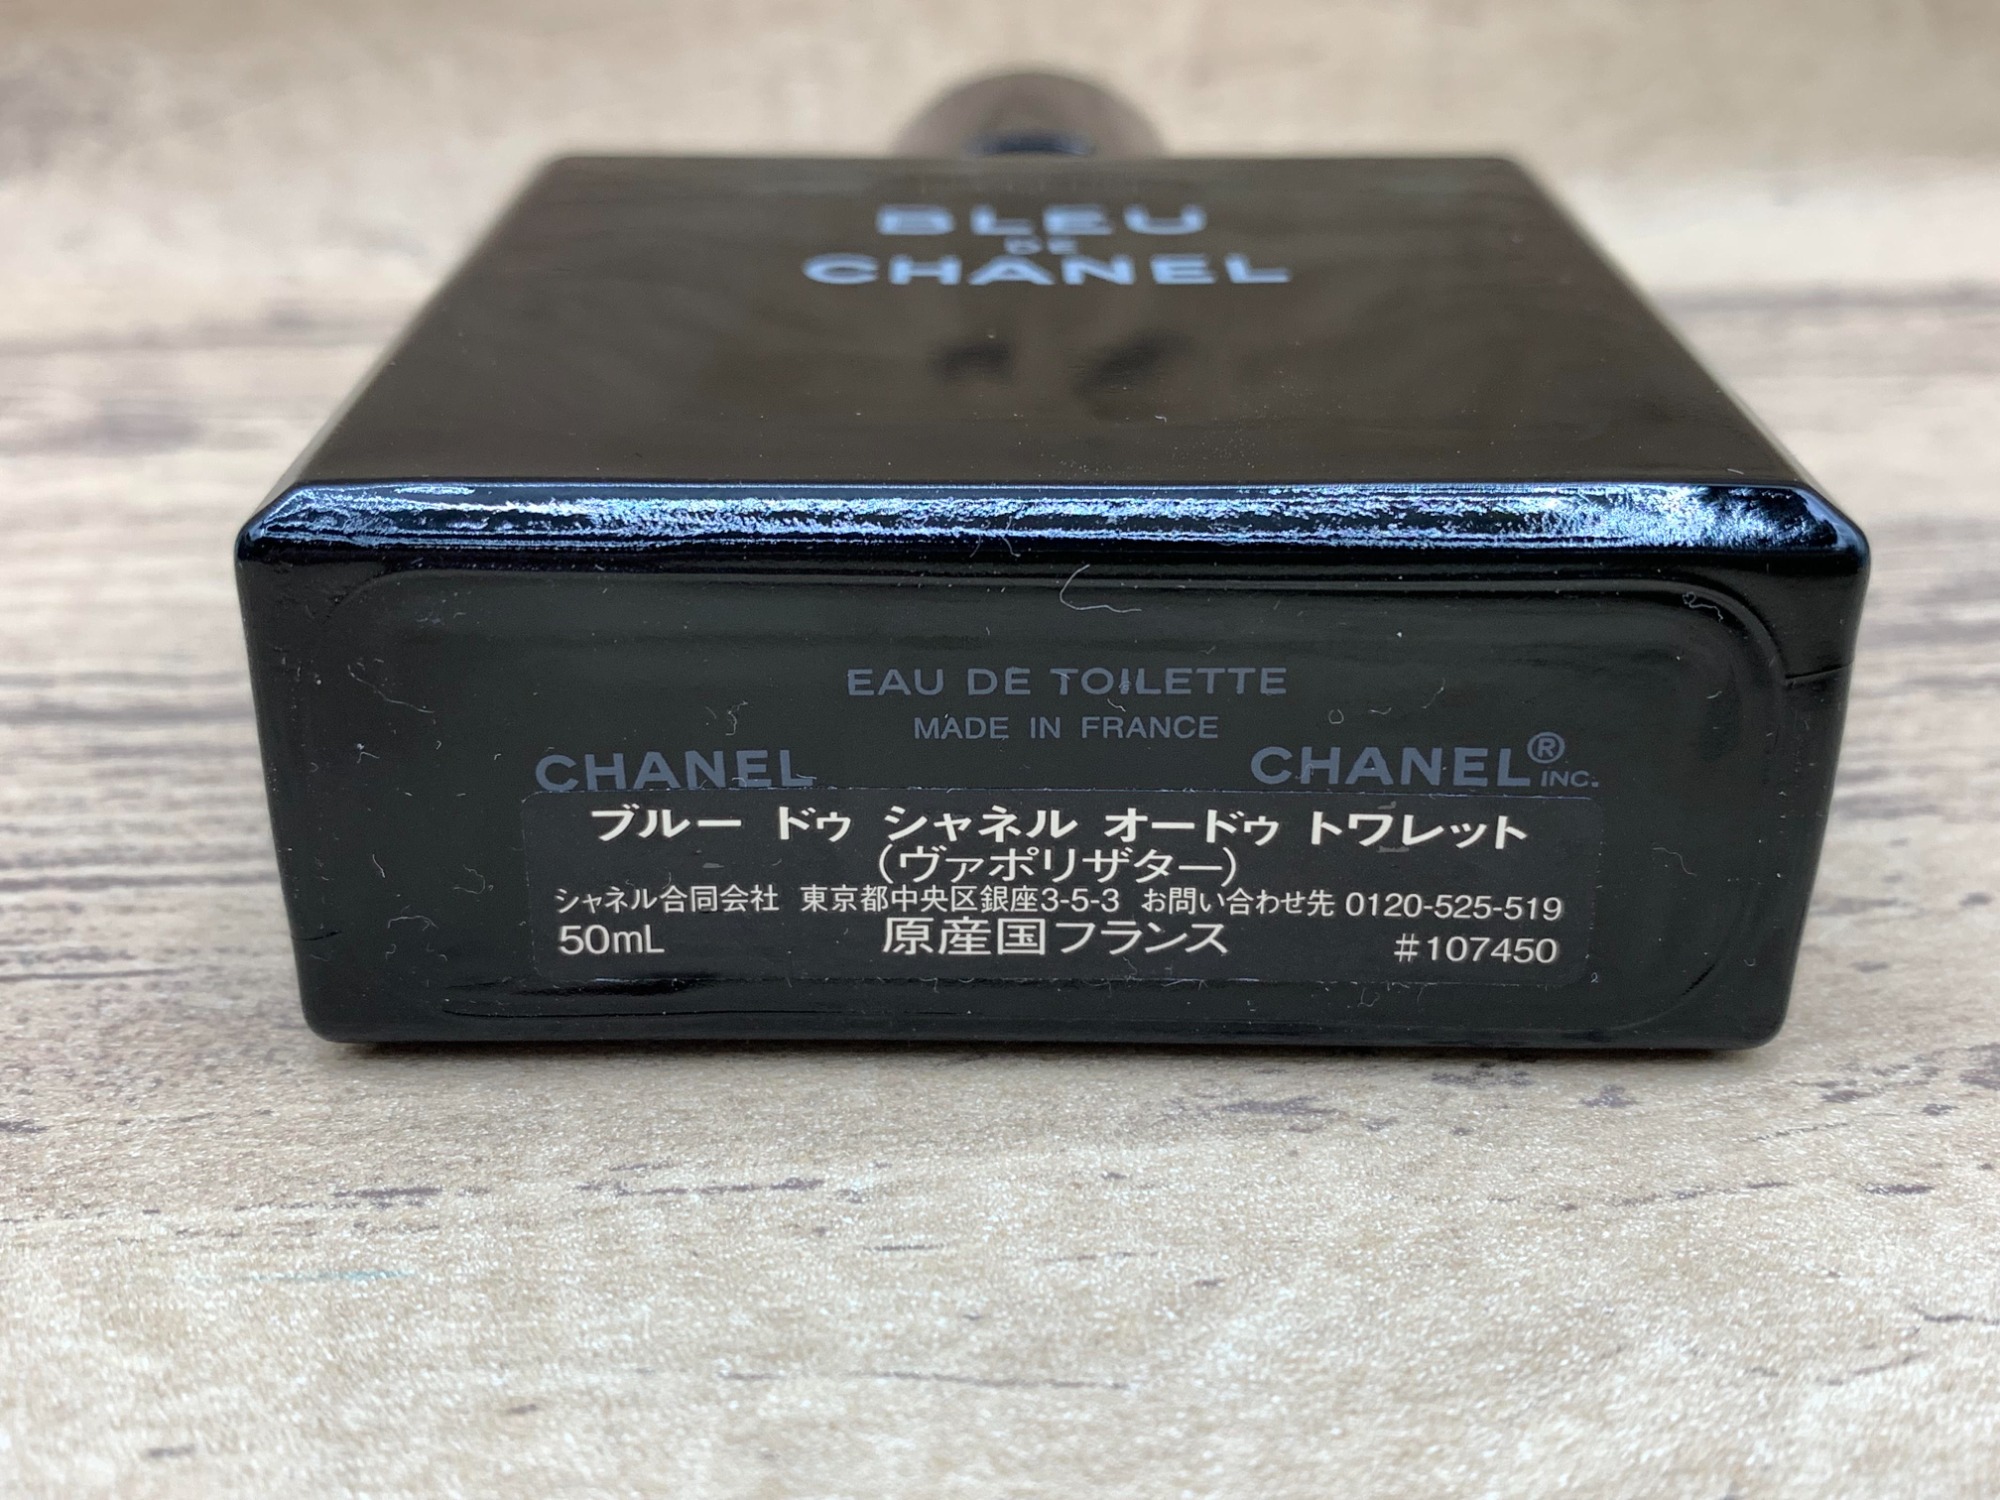 BLEU
DE
CHANEL
EAU DE TOILETTE
MADE IN FRANCE
CHANEL CHANEL® INC.
ブルー ドゥ シャネル オードゥ トワレット
(ヴァポリザター)
シャネル合同会社 東京都中央区銀座3-5-3 お問い合わせ先 0120-525-519
50mL 原産国フランス #107450